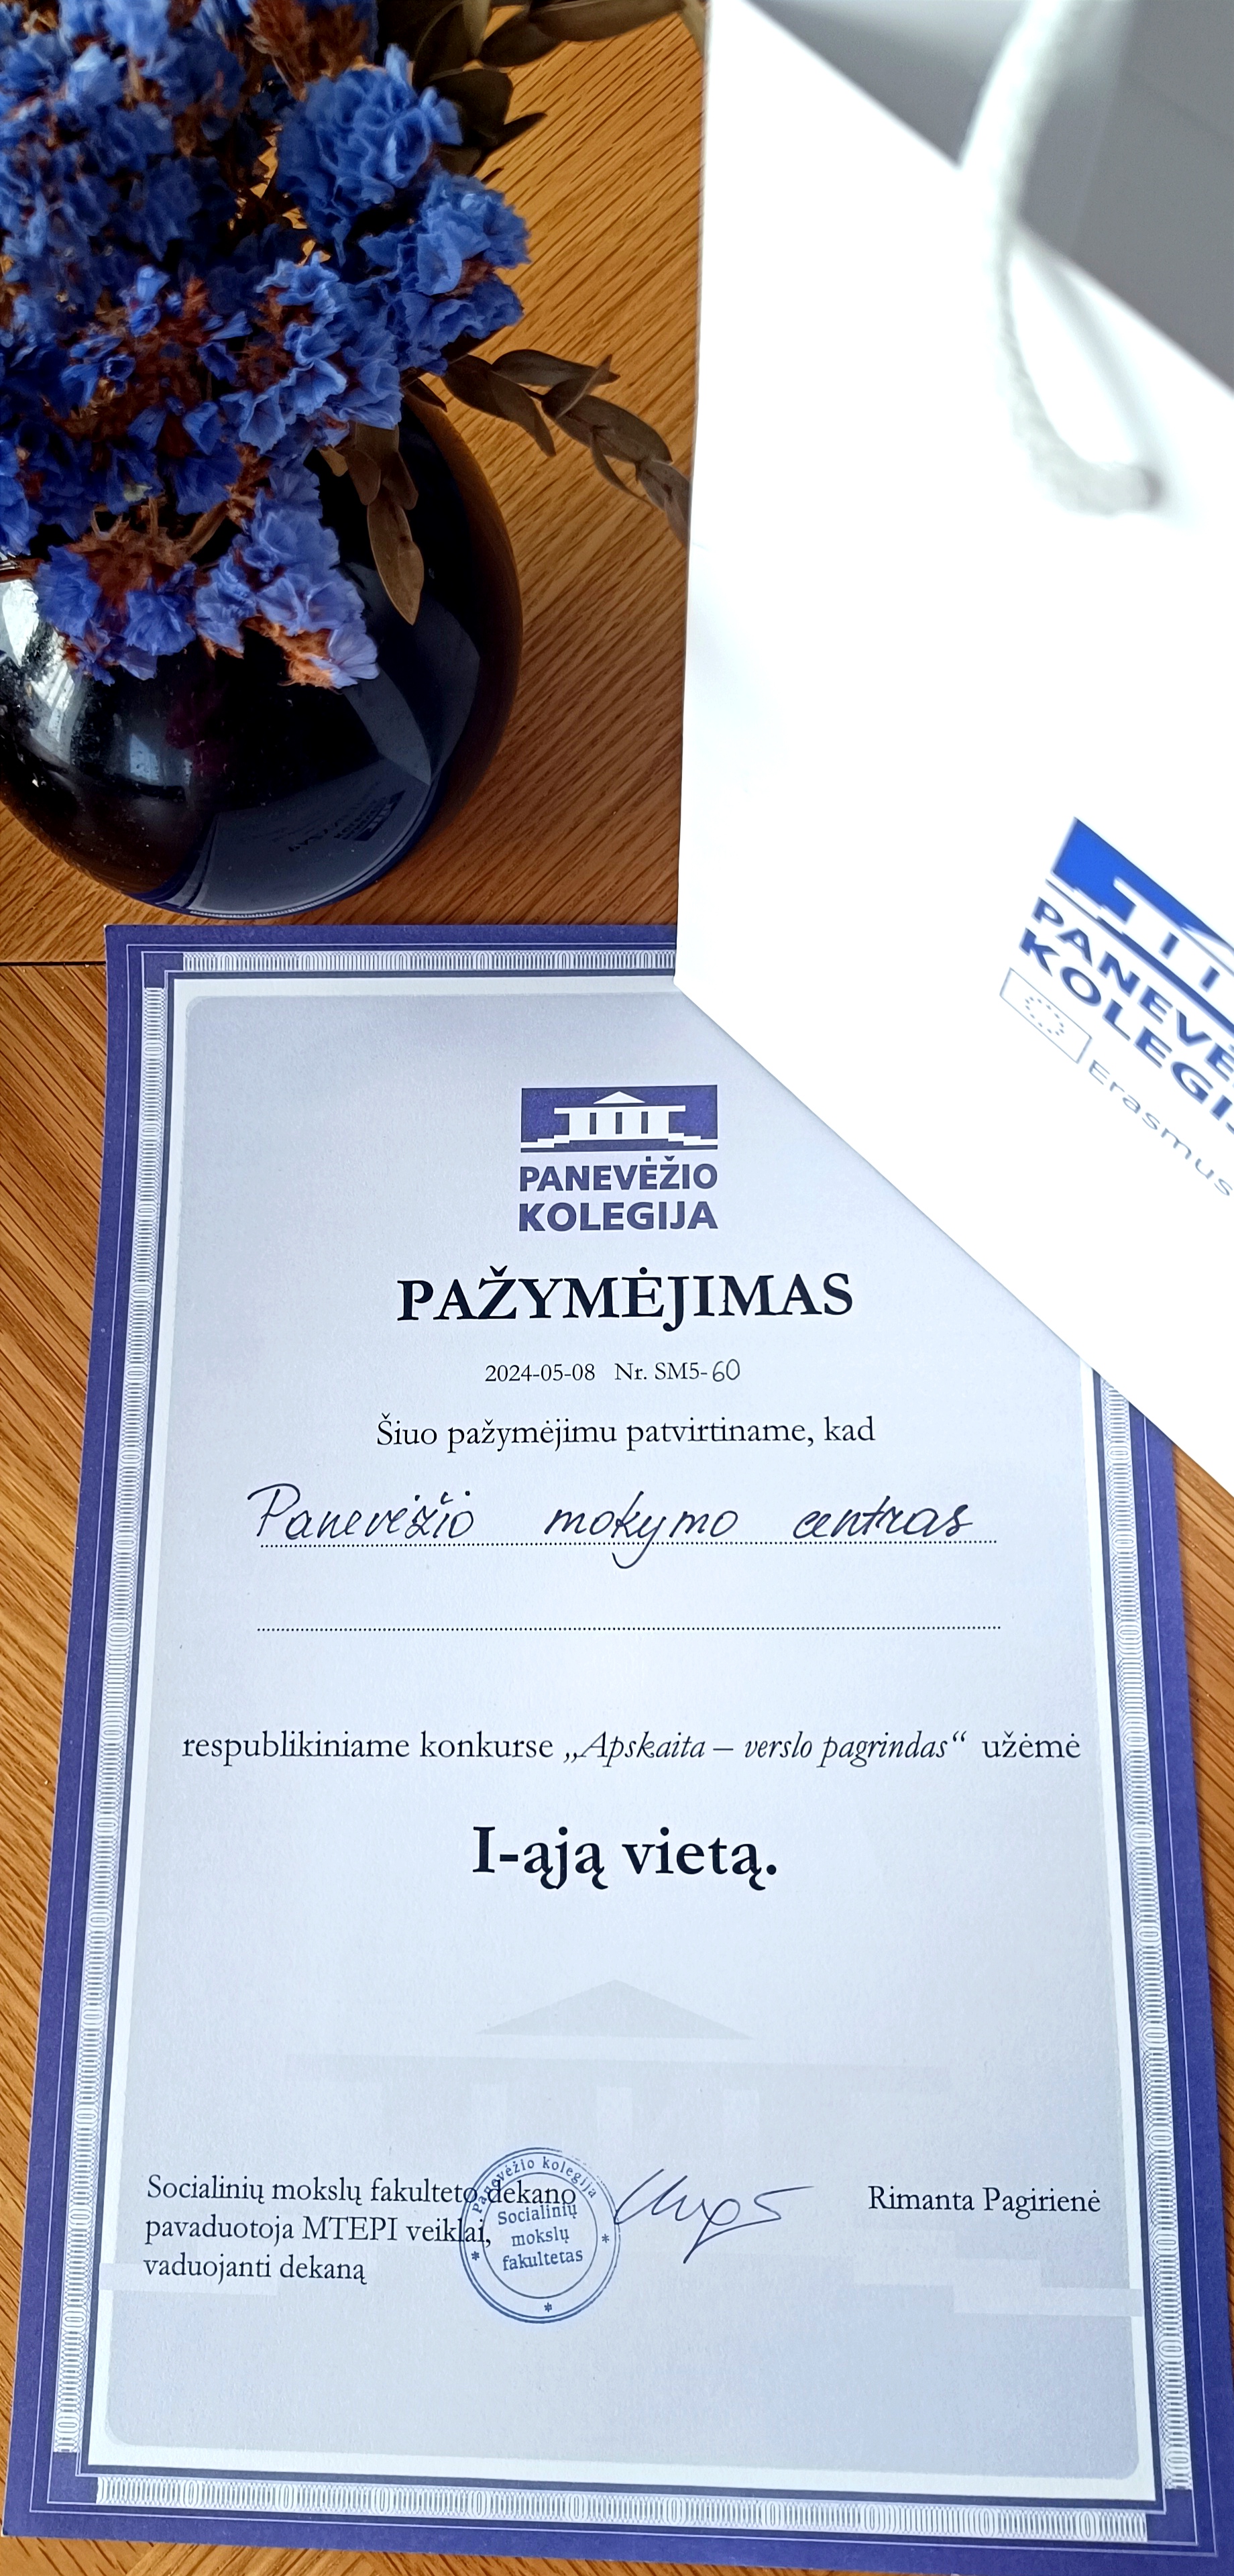 PANEVĖ
KOLEGI
Erasmus
PANEVĖŽIO
KOLEGIJA
PAŽYMĖJIMAS
2024-05-08 Nr. SM5-60
Šiuo pažymėjimu patvirtiname, kad
Panevėžio mokymo centras
respublikiniame konkurse „Apskaita – verslo pagrindas“ užėmė
I-ąją vietą.
Socialinių mokslų fakulteto dekano
pavaduotoja MTEPI veiklai,
vaduojanti dekaną
Panevėžio kolegija
Socialinių
mokslų
fakultetas
Rimanta Pagirienė